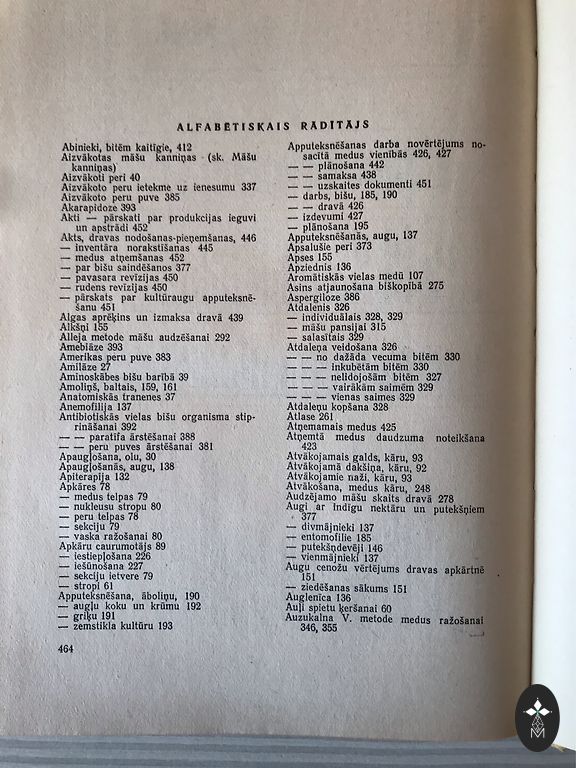 ALFABĒTISKAIS RĀDĪTĀJS
Abinieki, bitēm kaitīgie, 412
Aizvākotas māšu kanniņas (sk. Māšu
kanniņas)
Aizvākoti peri 40
Aizvākoto peru ietekme uz ienesumu 337
Aizvākoto peru puve 385
Akarapidoze 393
Akti — pārskati par produkcijas ieguvi
un apstrādi 452
Akts, dravas nodošanas-pieņemšanas, 446
— inventāra norakstīšanas 445
— medus atņemšanas 452
— par bišu saindēšanos 377
— pavasara revīzijas 450
— rudens revīzijas 450
— pārskats par kultūraugu apputeksnē-
šanu 451
Algas aprēķins un izmaksa dravā 439
Alkšņi 155
Alleja metode māšu audzēšanai 292
Amebiāze 393
Amerikas peru puve 383
Amilāze 27
Aminoskābes bišu barībā 39
Amoliņš, baltais, 159, 161
Anatomiskās tranenes 37
Anemofilija 137
Antibiotiskās vielas bišu organisma stip-
rināšanai 392
— — paratīfa ārstēšanai 388
— — peru puves ārstēšanai 381
Apaugļošana, olu, 30
Apaugļošanās, augu, 138
Apiterapija 132
Apkāres 78
— medus telpas 79
— nukleusu stropu 80
— peru telpas 78
— sekciju 79
— vaska ražošanai 80
Apkāru caurumotājs 89
— iestiepļošana 226
— iešūnošana 227
— sekciju ietvere 79
— stropi 61
Apputeksnēšana, āboliņu, 190
— augļu koku un krūmu 192
— griķu 191
— zemstikla kultūru 193
464
Apputeksnēšanas darba novērtējums no-
sacītā medus vienībās 426, 427
— — plānošana 442
— — samaksa 438
— — uzskaites dokumenti 451
— darbs, bišu, 185, 190
— — dravā 426
— izdevumi 427
— plānošana 195
Apputeksnēšanās, augu, 137
Apsalušie peri 373
Apses 155
Apziednis 136
Aromātiskās vielas medū 107
Asins atjaunošana biškopībā 275
Aspergiloze 386
Atdalenis 326
— individuālais 328, 329
— māšu pansijai 315
— salasītais 329
Atdaleņa veidošana 326
— — no dažāda vecuma bitēm 330
— — — inkubētām bitēm 330
— — — nelidojošām bitēm 327
— — — vairākām saimēm 329
— — — vienas saimes 329
Atdaleņu kopšana 328
Atlase 261
Atņemamais medus 425
Atņemtā medus daudzuma noteikšana
423
Atvākojamais galds, kāru, 93
Atvākojamā dakšiņa, kāru, 92
Atvākojamie naži, kāru, 93
Atvākošana, medus kāru, 248
Audzējamo māšu skaits dravā 278
Augi ar indīgu nektāru un putekšņiem
377
— divmājnieki 137
— entomofilie 185
— putekšņdevēji 146
— vienmājnieki 137
Augu cenožu vērtējums dravas apkārtnē
151
— ziedēšanas sākums 151
Auglenīca 136
Auļi spietu ķeršanai 60
Auzukalna V. metode medus ražošanai
346, 355
M